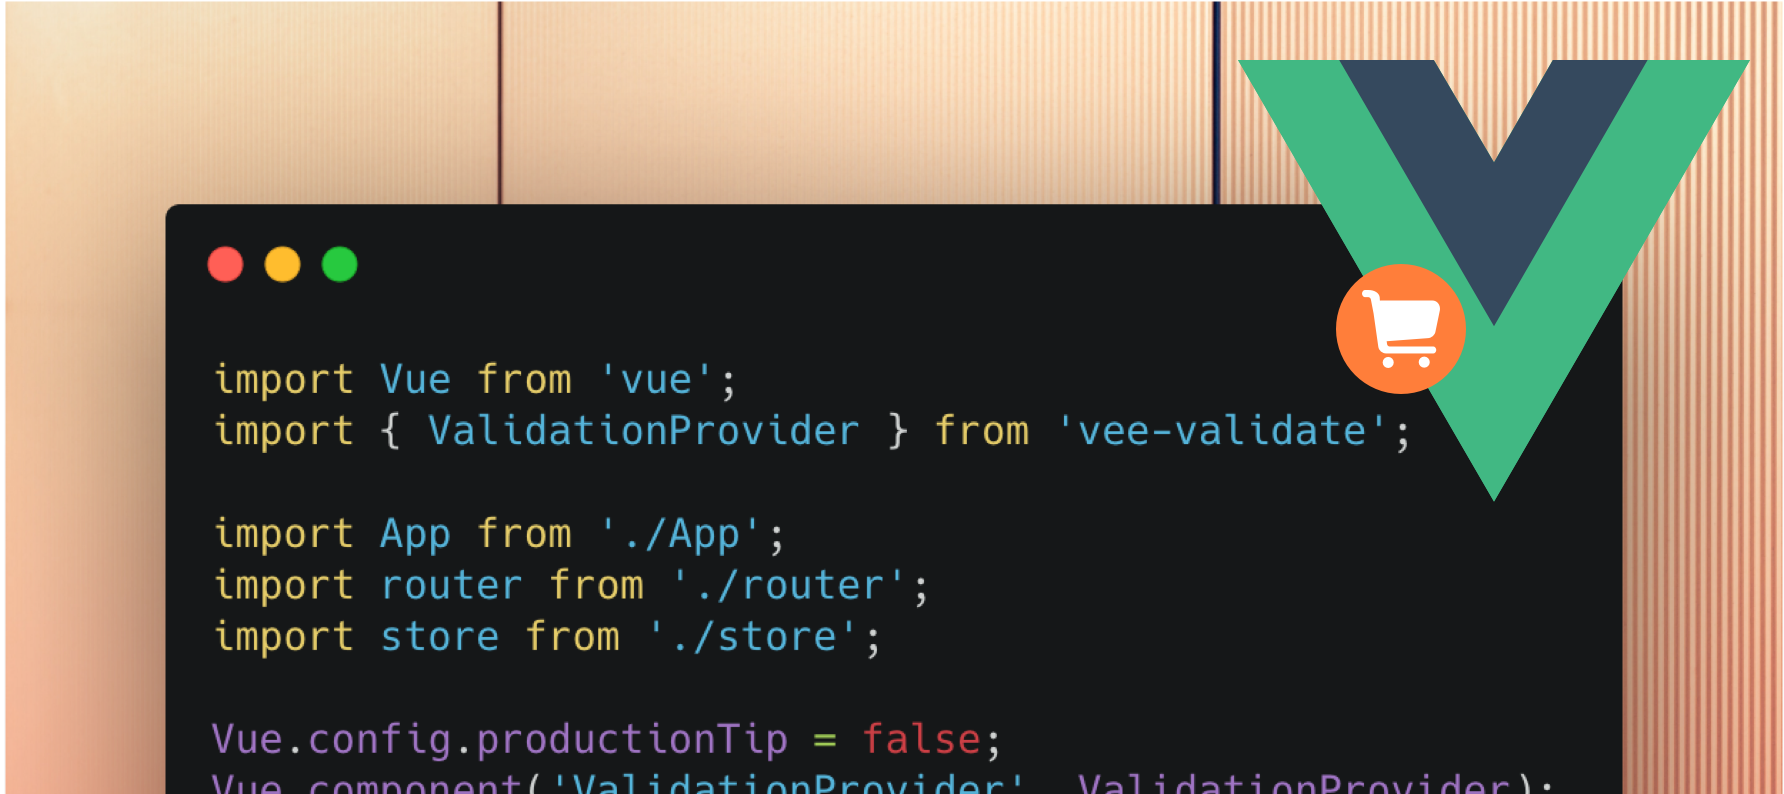 import Vue from 'vue';
import { ValidationProvider } from 'vee-validate';
import App from './App';
import router from './router';
import store from './store';
Vue.config.productionTip = false;
Vue.component('ValidationProvider', ValidationProvider);